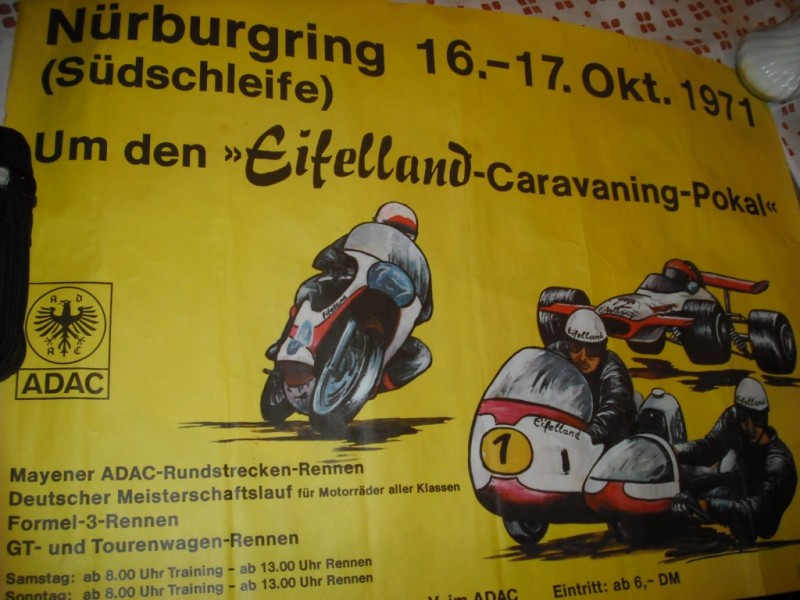 Nürburgring 16.–17. Okt. 1971
(Südschleife)
Um den »Eifelland-Caravaning-Pokal«
A D
A C
ADAC
Eifelland
Eifelland
1
1
Eifelland
Mayener ADAC-Rundstrecken-Rennen
Deutscher Meisterschaftslauf für Motorräder aller Klassen
Formel-3-Rennen
GT- und Tourenwagen-Rennen
Samstag: ab 8.00 Uhr Training – ab 13.00 Uhr Rennen
Sonntag: ab 8.00 Uhr Training – ab 13.00 Uhr Rennen
im ADAC
Eintritt: ab 6,– DM